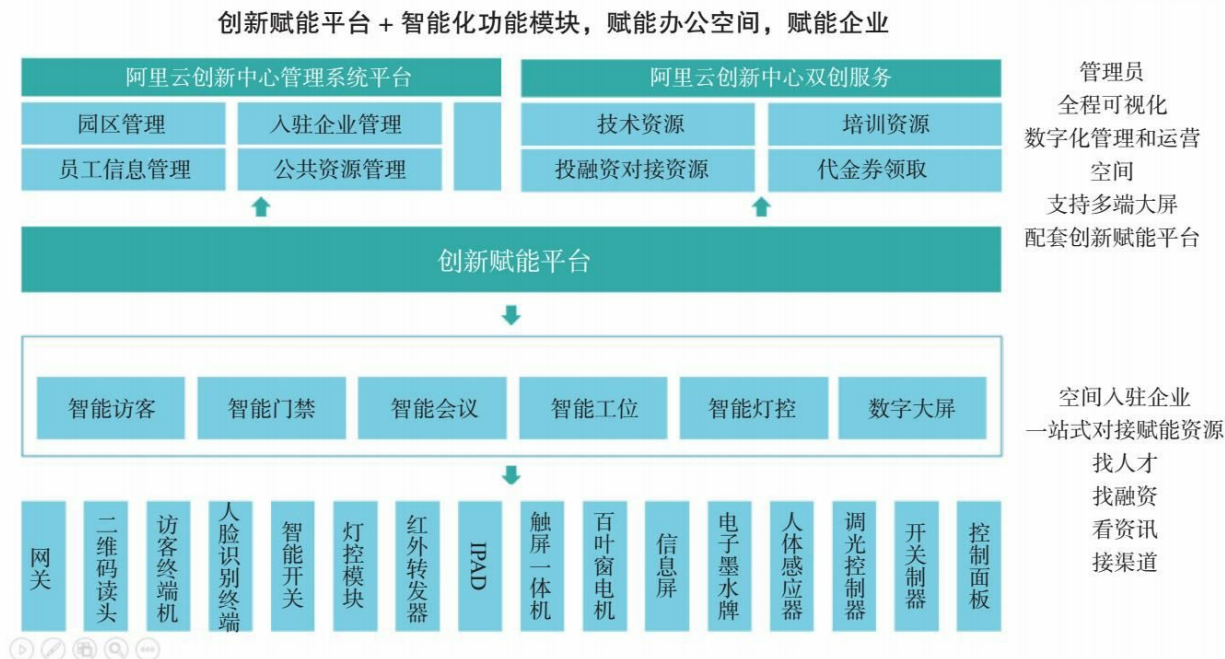 创新赋能平台 + 智能化功能模块，赋能办公空间，赋能企业
阿里云创新中心管理系统平台
园区管理
入驻企业管理
员工信息管理
公共资源管理
阿里云创新中心双创服务
技术资源
培训资源
投融资对接资源
代金券领取
管理员
全程可视化
数字化管理和运营
空间
支持多端大屏
配套创新赋能平台
创新赋能平台
智能访客
智能门禁
智能会议
智能工位
智能灯控
数字大屏
空间入驻企业
一站式对接赋能资源
找人才
找融资
看资讯
接渠道
网关
二维码读头
访客终端机
人脸识别终端
智能开关
灯控模块
红外转发器
IPAD
触屏一体机
百叶窗电机
信息屏
电子墨水牌
人体感应器
调光控制器
开关制器
控制面板